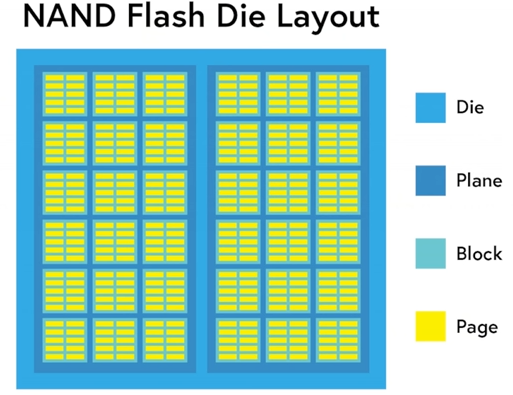 NAND Flash Die Layout
Die
Plane
Block
Page